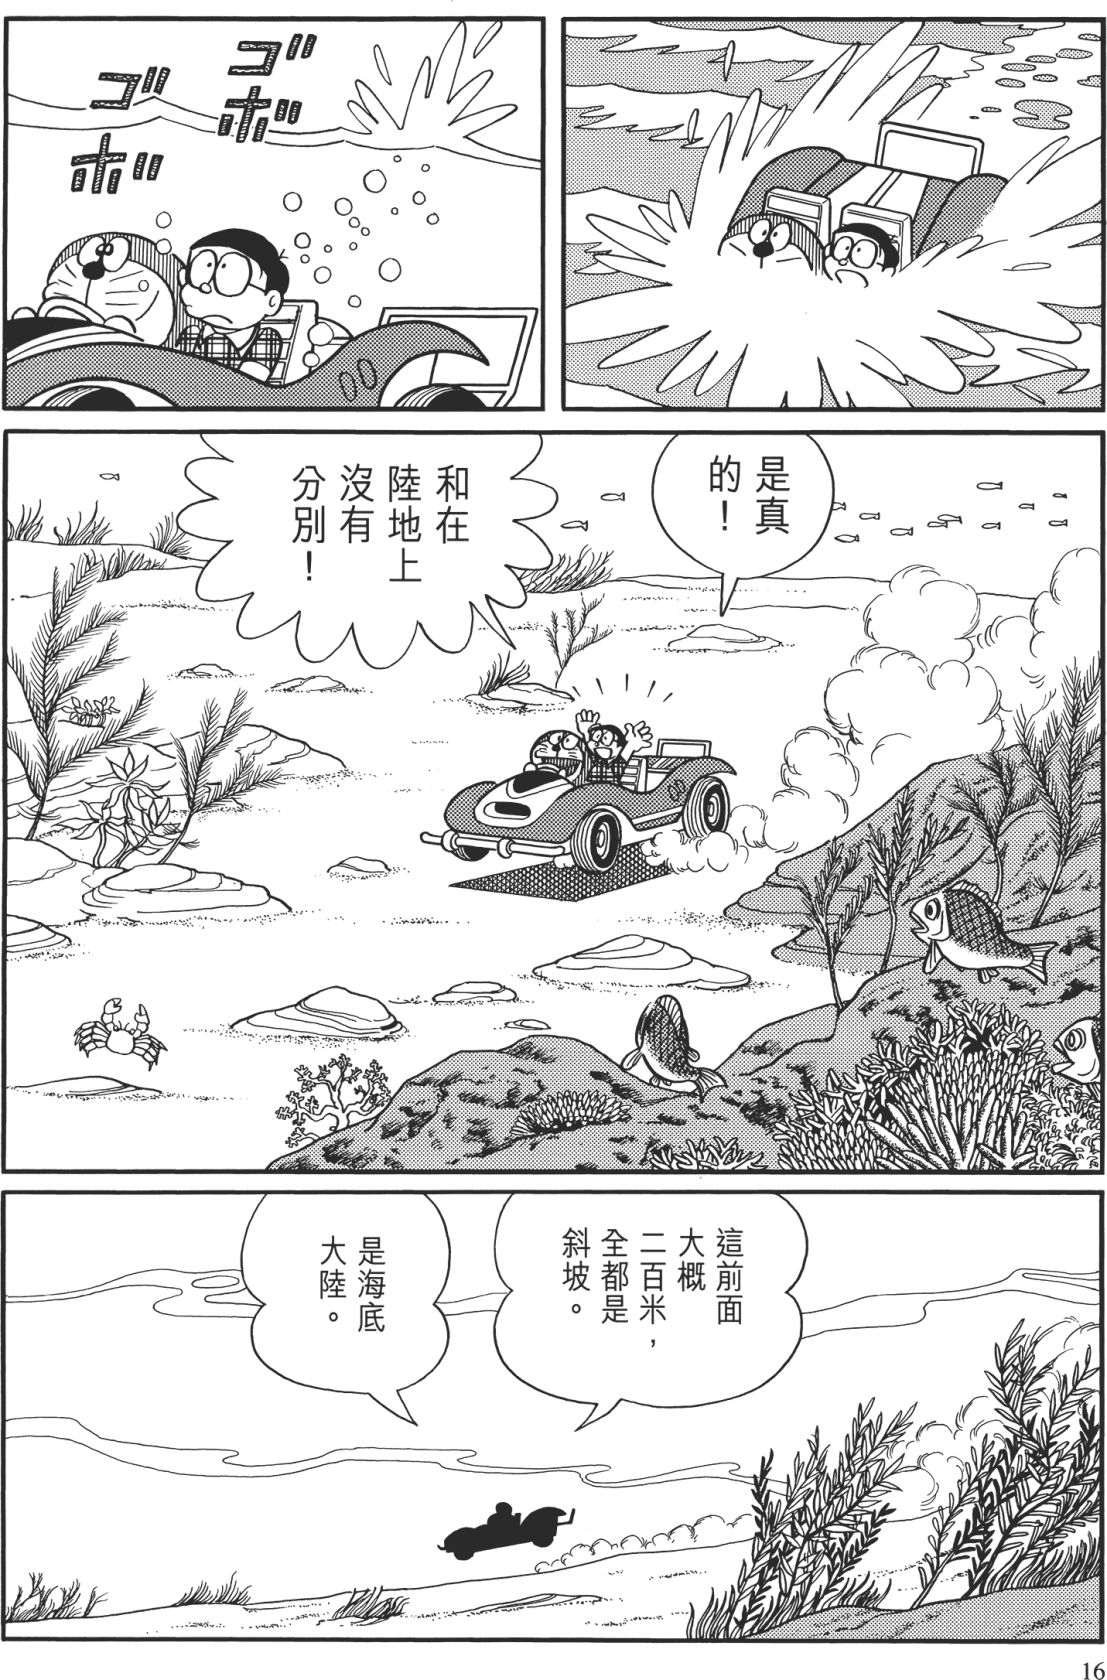 ゴボ
ゴボ
是真
的！
和在
陸地上
沒有
分別！
這前面
大概
二百米，
全都是
斜坡。
是海底
大陸。
16